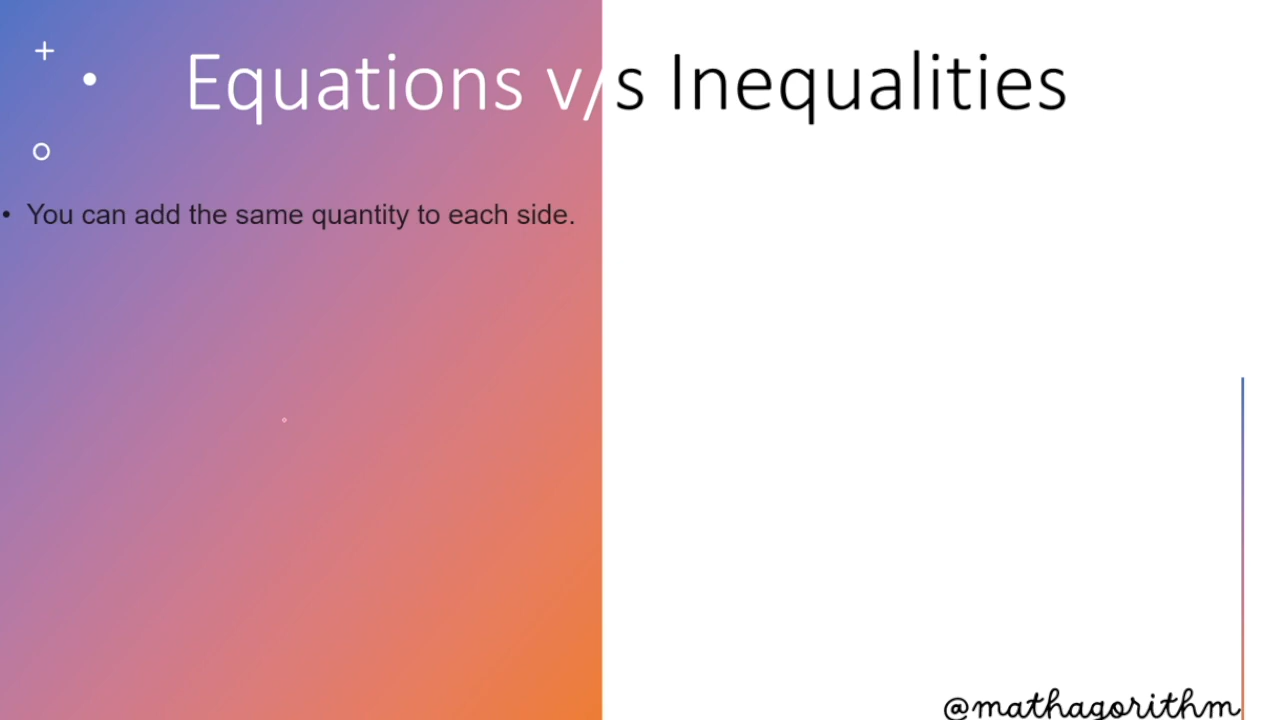 Equations v/s Inequalities
• You can add the same quantity to each side.
@mathagorithm